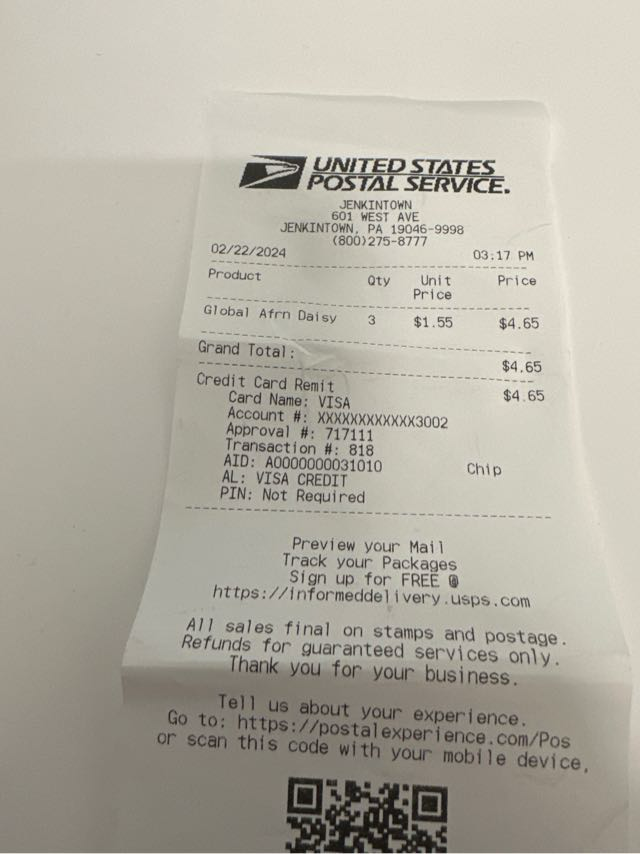 UNITED STATES
POSTAL SERVICE.
JENKINTOWN
601 WEST AVE
JENKINTOWN, PA 19046-9998
(800)275-8777
02/22/2024 03:17 PM
Product Qty Unit Price
Price
Global Afrn Daisy 3 $1.55 $4.65
Grand Total: $4.65
Credit Card Remit $4.65
Card Name: VISA
Account #: XXXXXXXXXXXX3002
Approval #: 717111
Transaction #: 818
AID: A0000000031010 Chip
AL: VISA CREDIT
PIN: Not Required
Preview your Mail
Track your Packages
Sign up for FREE @
https://informeddelivery.usps.com
All sales final on stamps and postage.
Refunds for guaranteed services only.
Thank you for your business.
Tell us about your experience.
Go to: https://postalexperience.com/Pos
or scan this code with your mobile device,